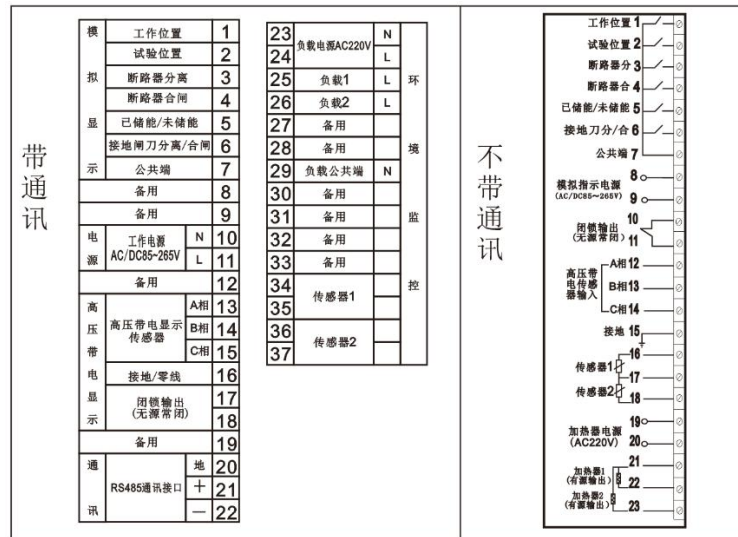 带通讯
模拟显示
工作位置 1
试验位置 2
断路器分离 3
断路器合闸 4
已储能/未储能 5
接地闸刀分离/合闸 6
公共端 7
备用 8
备用 9
电源
工作电源
AC/DC85~265V
N 10
L 11
备用 12
高压带电显示
高压带电显示
传感器
A相 13
B相 14
C相 15
接地/零线 16
闭锁输出
(无源常闭)
17
18
备用 19
通讯
RS485通讯接口
地 20
+ 21
— 22
环境监控
负载电源AC220V
23 N
24 L
25 负载1 L
26 负载2 L
27 备用
28 备用
29 负载公共端 N
30 备用
31 备用
32 备用
33 备用
34
传感器1
35
36
传感器2
37
不带通讯
工作位置 1
试验位置 2
断路器分 3
断路器合 4
已储能/未储能 5
接地刀分/合 6
公共端 7
8
模拟指示电源
(AC/DC85~265V)
9
10
闭锁输出
(无源常闭)
11
高压带
电传感
器输入
A相 12
B相 13
C相 14
接地 15
16
传感器1
17
传感器2
18
19
加热器电源
(AC220V)
20
21
加热器1
(有源输出)
22
加热器2
(有源输出)
23